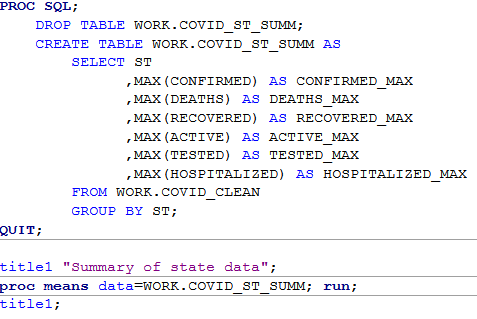 PROC SQL;
    DROP TABLE WORK.COVID_ST_SUMM;
    CREATE TABLE WORK.COVID_ST_SUMM AS
        SELECT ST
              ,MAX(CONFIRMED) AS CONFIRMED_MAX
              ,MAX(DEATHS) AS DEATHS_MAX
              ,MAX(RECOVERED) AS RECOVERED_MAX
              ,MAX(ACTIVE) AS ACTIVE_MAX
              ,MAX(TESTED) AS TESTED_MAX
              ,MAX(HOSPITALIZED) AS HOSPITALIZED_MAX
        FROM WORK.COVID_CLEAN
        GROUP BY ST;
QUIT;
title1 "Summary of state data";
proc means data=WORK.COVID_ST_SUMM; run;
title1;